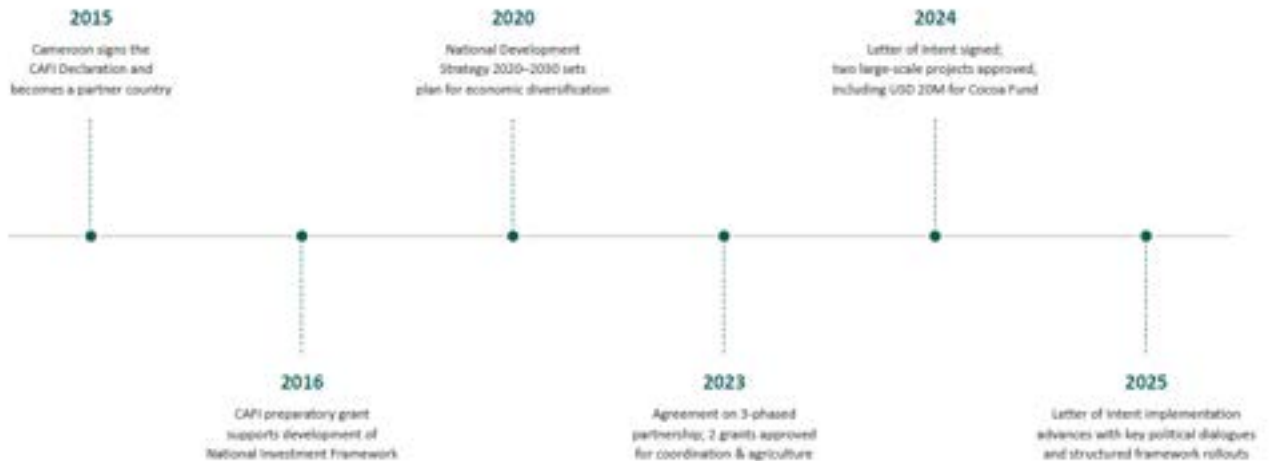 2015
Cameroon signs the
CAFI Declaration and
becomes a partner country
2020
National Development
Strategy 2020–2030 sets
plan for economic diversification
2024
Letter of Intent signed;
two large-scale projects approved,
including USD 20M for Cocoa Fund
2016
CAFI preparatory grant
supports development of
National Investment Framework
2023
Agreement on 3-phased
partnership; 2 grants approved
for coordination & agriculture
2025
Letter of Intent implementation
advances with key political dialogues
and structured framework rollouts